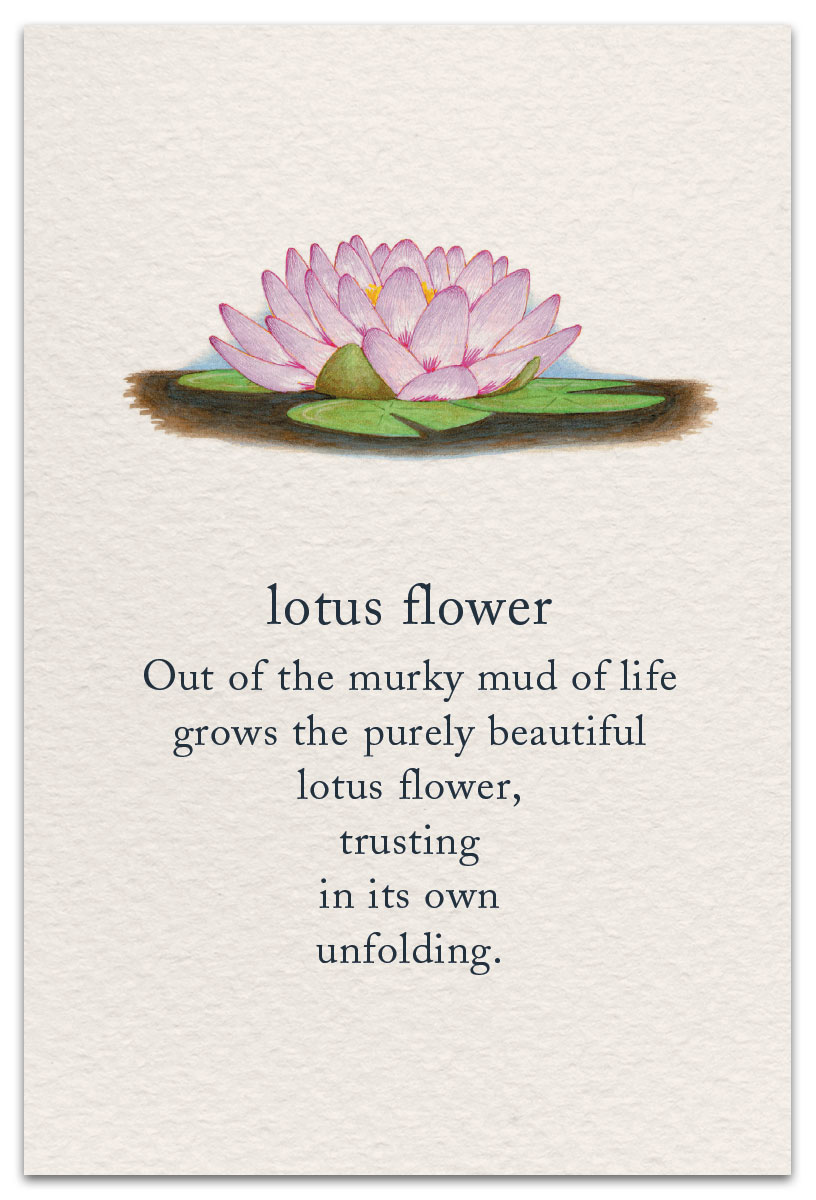 lotus flower
Out of the murky mud of life
grows the purely beautiful
lotus flower,
trusting
in its own
unfolding.